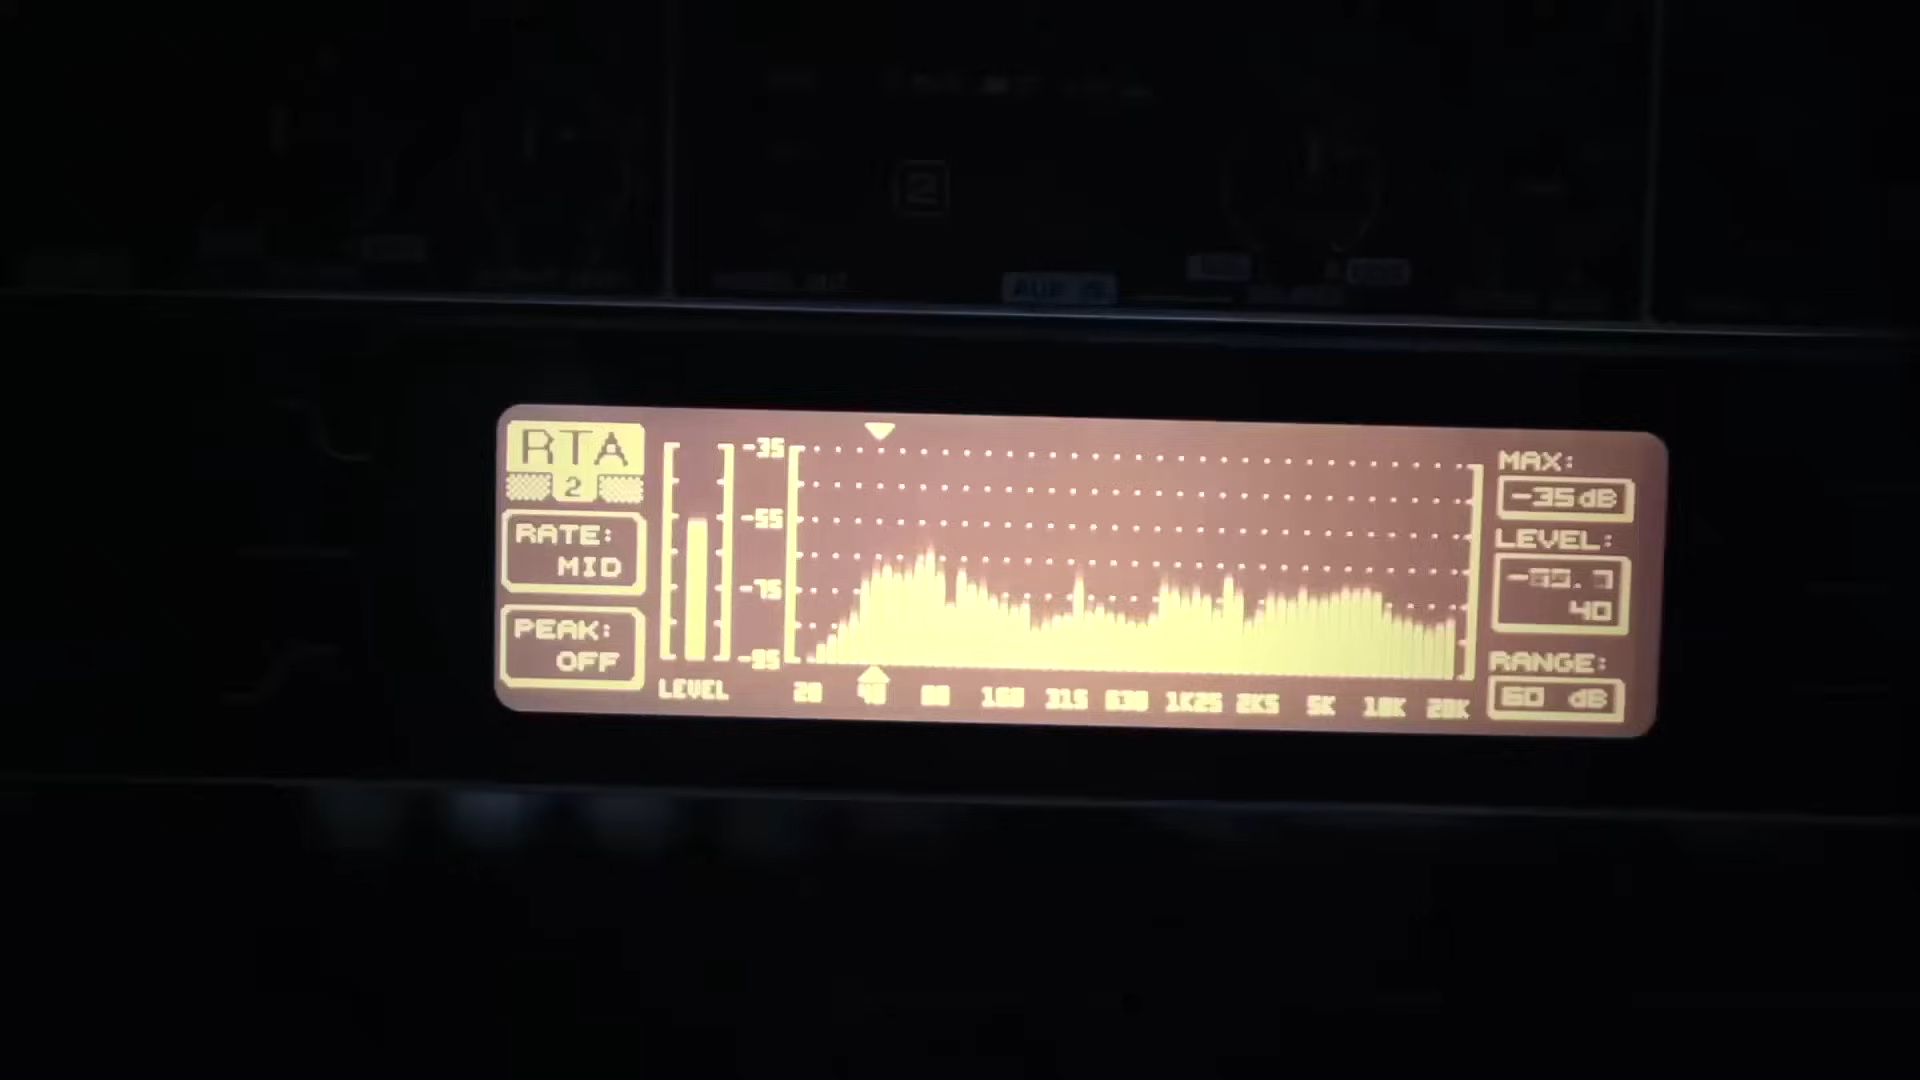 2
RTA
2
RATE:
MID
PEAK:
OFF
LEVEL
-35
-55
-75
-95
20 40 80 160 315 630 1K25 2K5 5K 10K 20K
MAX:
-35dB
LEVEL:
40
RANGE:
60 dB